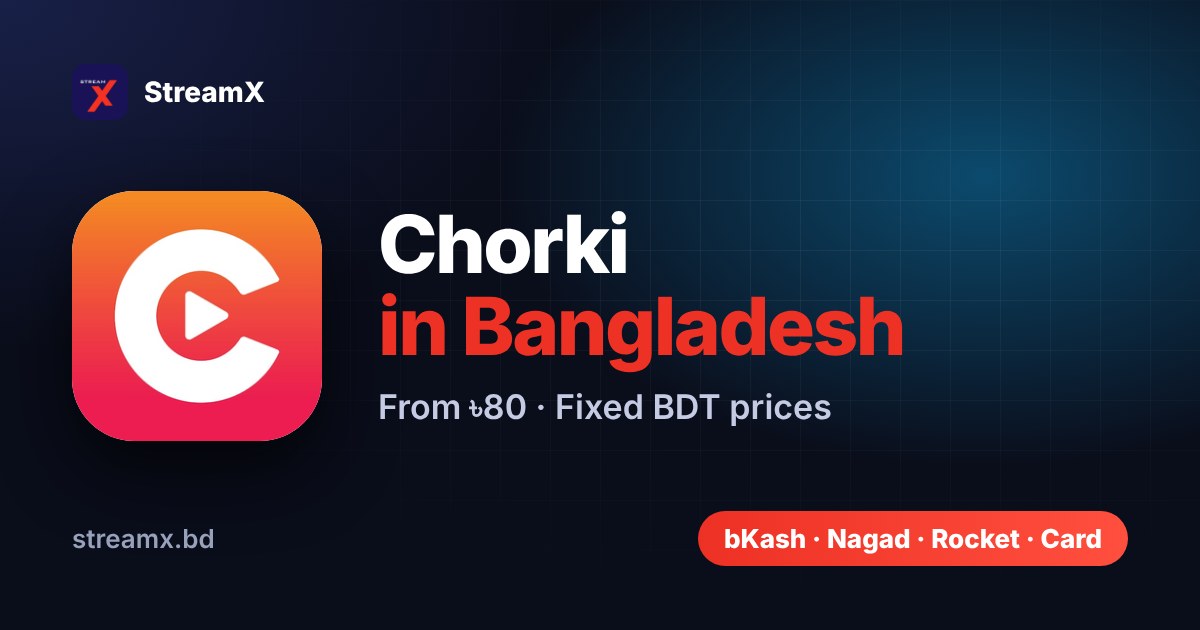 STREAM
X
StreamX
Chorki
in Bangladesh
From ৳80 · Fixed BDT prices
streamx.bd
bKash · Nagad · Rocket · Card